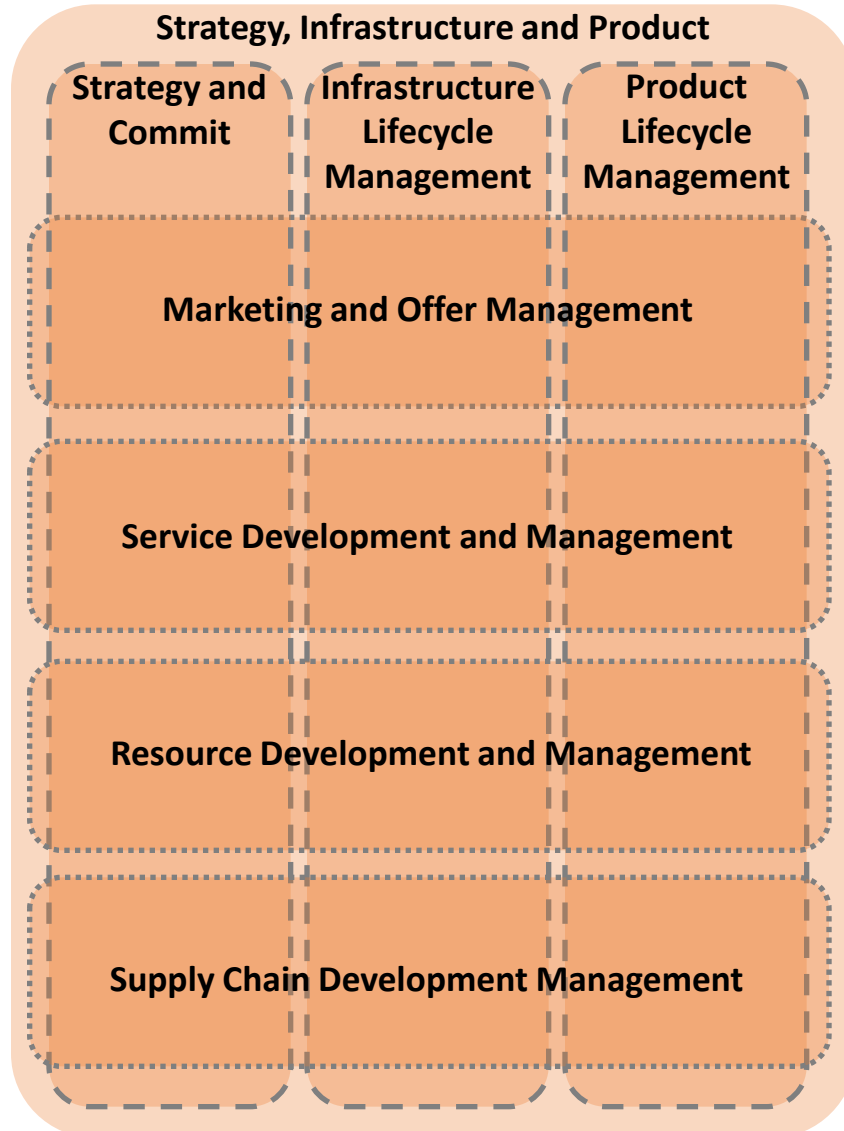 Strategy, Infrastructure and Product
Strategy and
Commit
Infrastructure
Lifecycle
Management
Product
Lifecycle
Management
Marketing and Offer Management
Service Development and Management
Resource Development and Management
Supply Chain Development Management